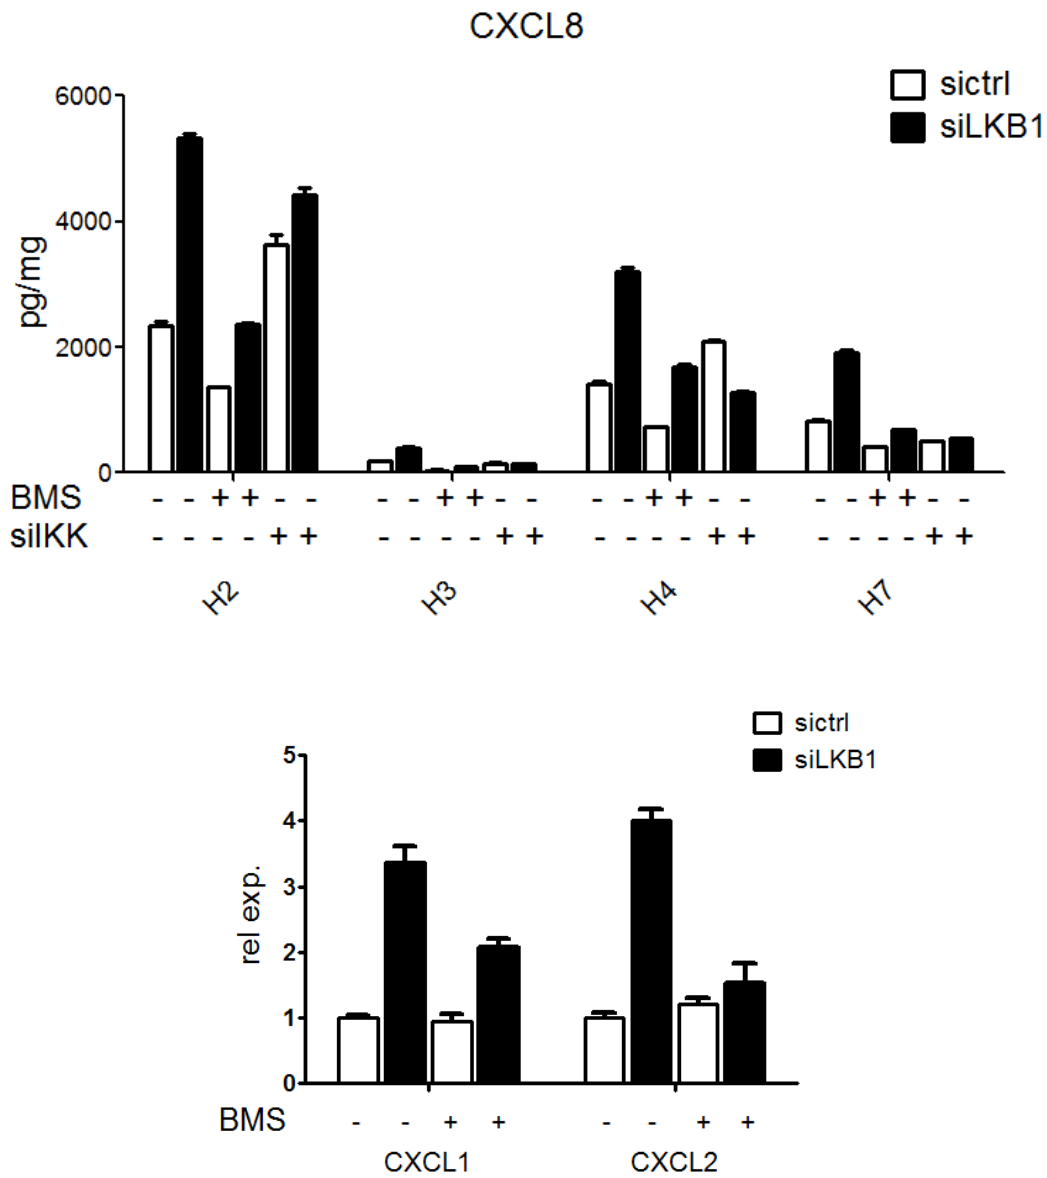 CXCL8
sictrl
siLKB1
6000
4000
2000
0
pg/mg
BMS - - + + - - - - + + - - - - + + - - - - + + - -
siIKK - - - - + + - - - - + + - - - - + + - - - - + +
H2 H3 H4 H7
sictrl
siLKB1
5
4
3
2
1
0
rel exp.
BMS - - + + - - + +
CXCL1 CXCL2